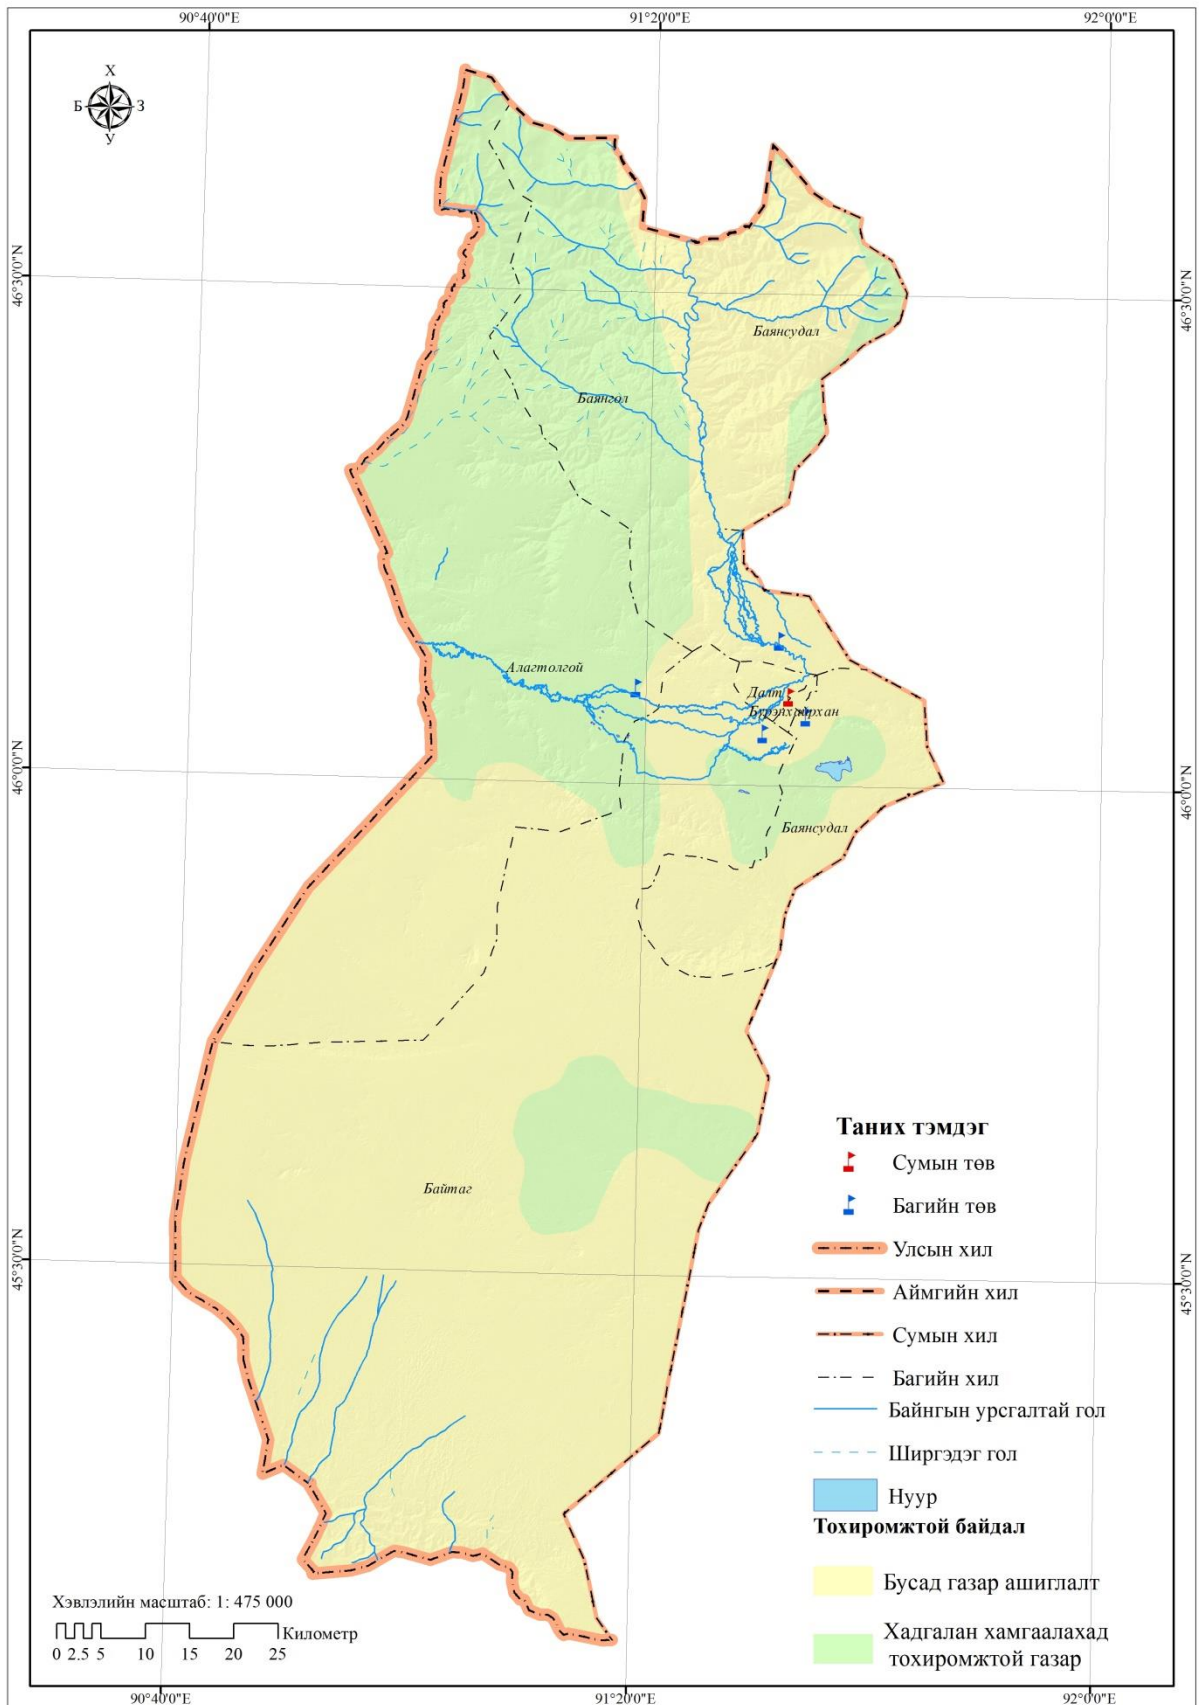 90°40'0"E
91°20'0"E
92°0'0"E
Х
Б
З
У
46°30'0"N
46°30'0"N
Баянсудал
Баянгол
Алагтолгой
Далт
Бүрэнхайрхан
46°0'0"N
46°0'0"N
Баянсудал
Байтаг
45°30'0"N
45°30'0"N
Таних тэмдэг
Сумын төв
Багийн төв
Улсын хил
Аймгийн хил
Сумын хил
Багийн хил
Байнгын урсгалтай гол
Ширгэдэг гол
Нуур
Тохиромжтой байдал
Бусад газар ашиглалт
Хадгалан хамгаалахад
тохиромжтой газар
Хэвлэлийн масштаб: 1: 475 000
Километр
0 2.5 5 10 15 20 25
90°40'0"E
91°20'0"E
92°0'0"E